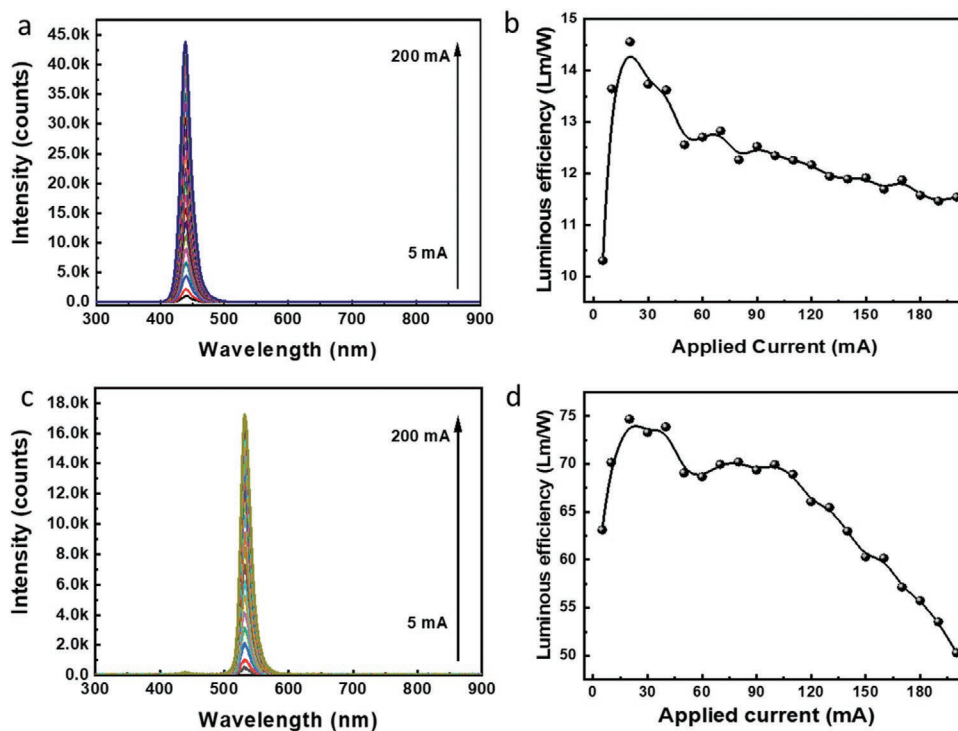 a
45.0k
40.0k
35.0k
30.0k
25.0k
20.0k
15.0k
10.0k
5.0k
0.0
Intensity (counts)
200 mA
5 mA
300 400 500 600 700 800 900
Wavelength (nm)
b
15
14
13
12
11
10
Luminous efficiency (Lm/W)
0 30 60 90 120 150 180
Applied Current (mA)
c
18.0k
16.0k
14.0k
12.0k
10.0k
8.0k
6.0k
4.0k
2.0k
0.0
Intensity (counts)
200 mA
5 mA
300 400 500 600 700 800 900
Wavelength (nm)
d
75
70
65
60
55
50
Luminous efficiency (Lm/W)
0 30 60 90 120 150 180
Applied current (mA)